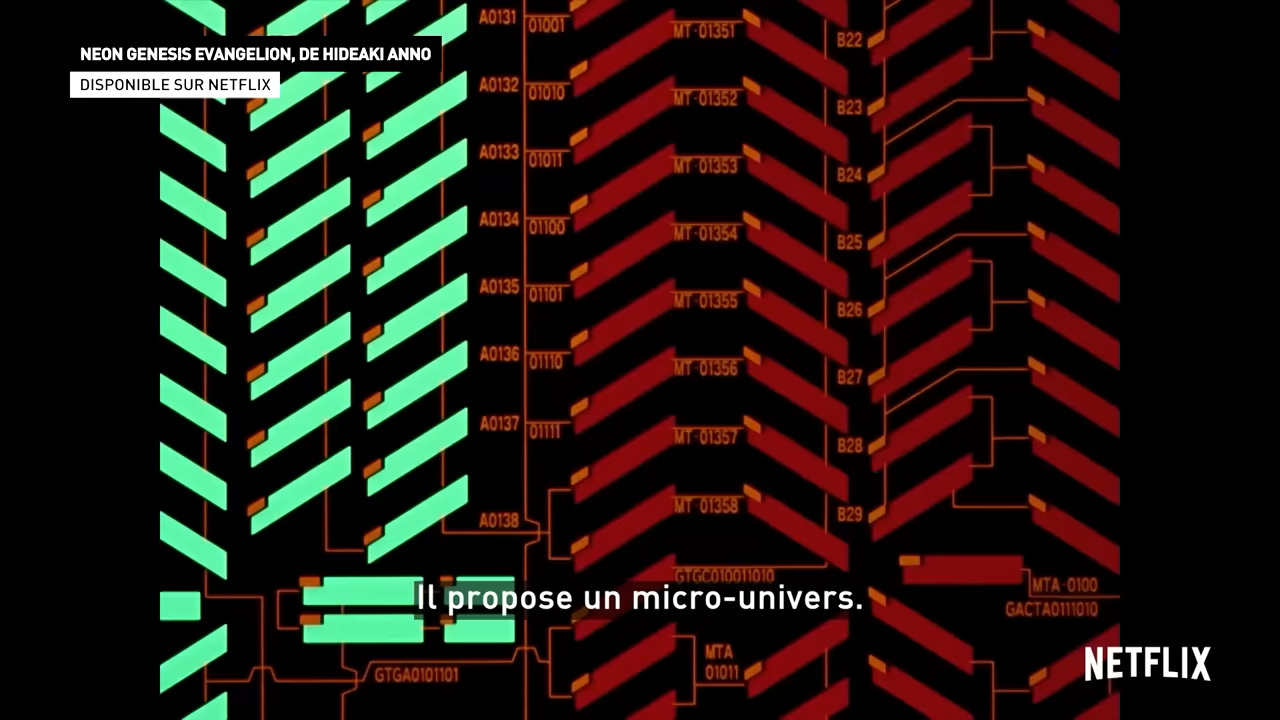 NEON GENESIS EVANGELION, DE HIDEAKI ANNO
DISPONIBLE SUR NETFLIX
A0131
A0132
A0133
A0134
A0135
A0136
A0137
A0138
01001
01010
01011
01100
01101
01110
01111
MT-01351
MT-01352
MT-01353
MT-01354
MT-01355
MT-01356
MT-01357
MT-01358
B22
B23
B24
B25
B26
B27
B28
B29
GTGC010011010
MTA-0100
GACTA0111010
Il propose un micro-univers.
MTA
01011
GTGA0101101
NETFLIX